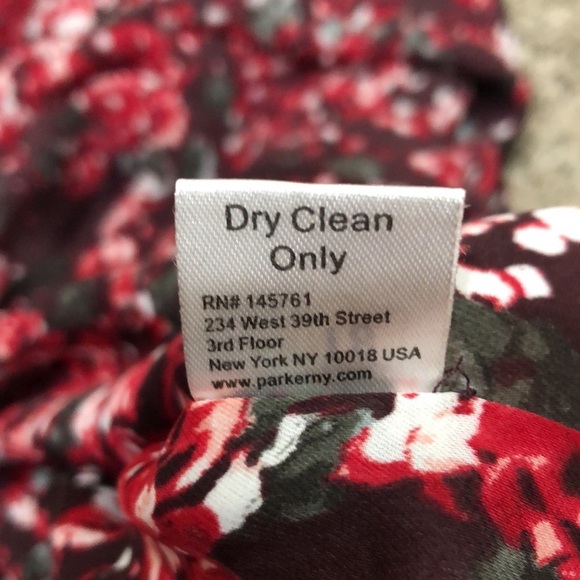 Dry Clean
Only
RN# 145761
234 West 39th Street
3rd Floor
New York NY 10018 USA
www.parkerny.com